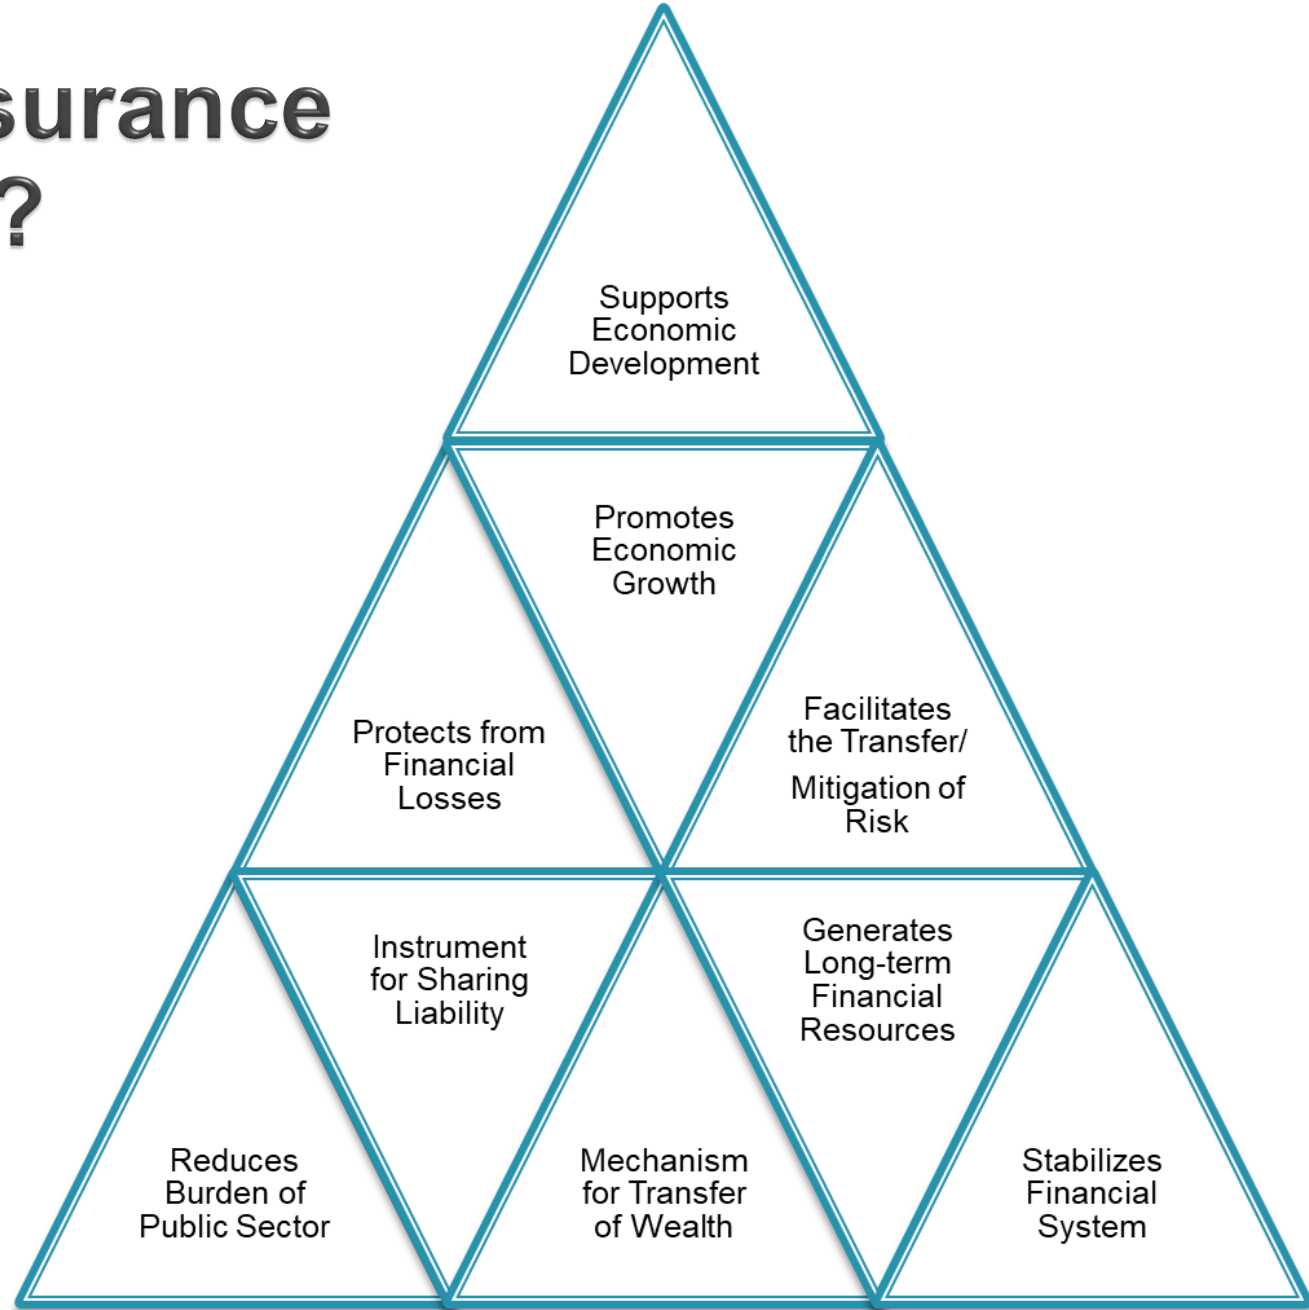 surance
?
Supports
Economic
Development
Promotes
Economic
Growth
Protects from
Financial
Losses
Facilitates
the Transfer/
Mitigation of
Risk
Instrument
for Sharing
Liability
Generates
Long-term
Financial
Resources
Reduces
Burden of
Public Sector
Mechanism
for Transfer
of Wealth
Stabilizes
Financial
System